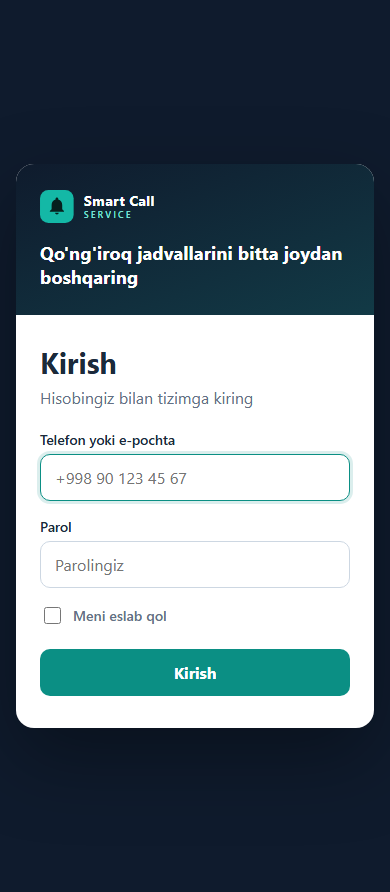 Smart Call
SERVICE
Qo'ng'iroq jadvallarini bitta joydan
boshqaring
Kirish
Hisobingiz bilan tizimga kiring
Telefon yoki e-pochta
+998 90 123 45 67
Parol
Parolingiz
Meni eslab qol
Kirish